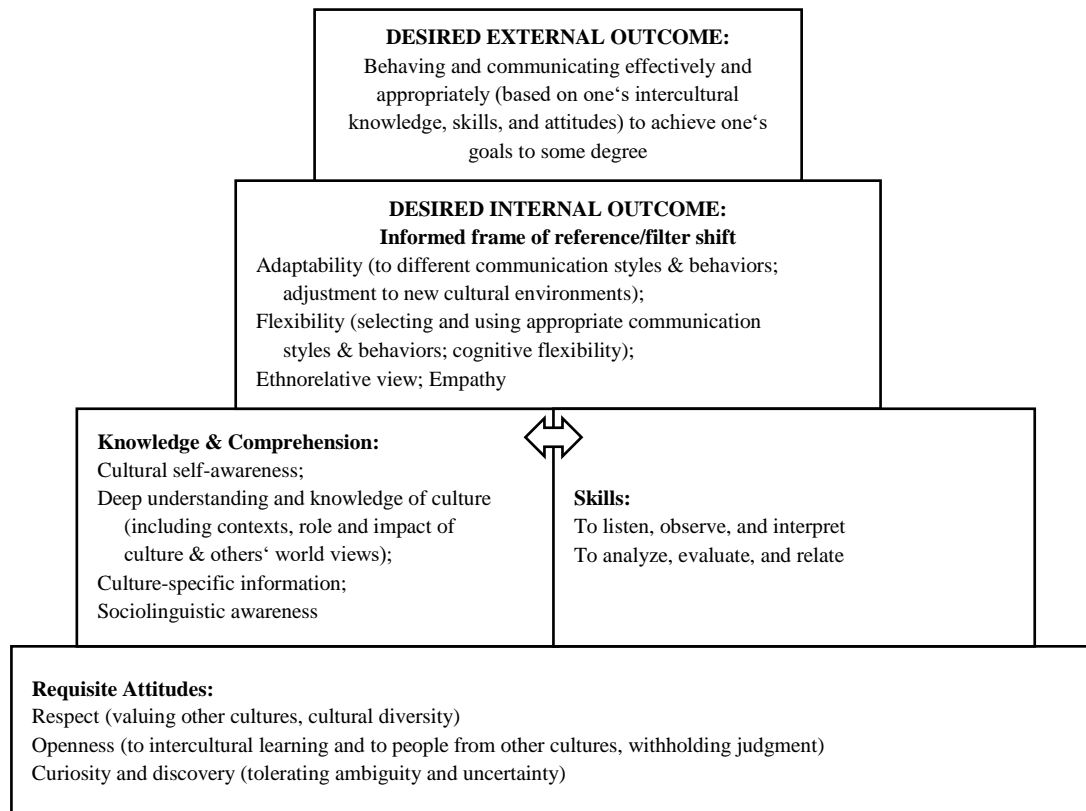 DESIRED EXTERNAL OUTCOME:
Behaving and communicating effectively and
appropriately (based on one‘s intercultural
knowledge, skills, and attitudes) to achieve one‘s
goals to some degree
DESIRED INTERNAL OUTCOME:
Informed frame of reference/filter shift
Adaptability (to different communication styles & behaviors;
adjustment to new cultural environments);
Flexibility (selecting and using appropriate communication
styles & behaviors; cognitive flexibility);
Ethnorelative view; Empathy
Knowledge & Comprehension:
Cultural self-awareness;
Deep understanding and knowledge of culture
(including contexts, role and impact of
culture & others‘ world views);
Culture-specific information;
Sociolinguistic awareness
Skills:
To listen, observe, and interpret
To analyze, evaluate, and relate
Requisite Attitudes:
Respect (valuing other cultures, cultural diversity)
Openness (to intercultural learning and to people from other cultures, withholding judgment)
Curiosity and discovery (tolerating ambiguity and uncertainty)